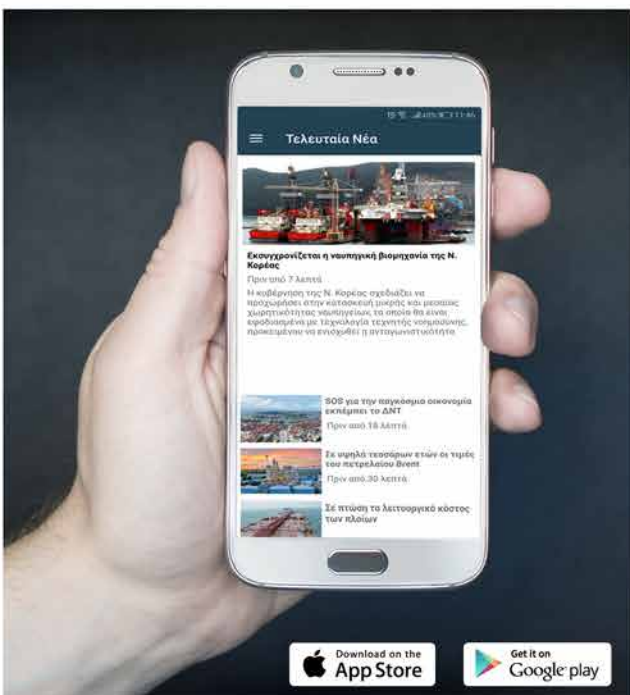 11:46
Τελευταία Νέα
Εκσυγχρονίζεται η ναυπηγική βιομηχανία της Ν.
Κορέας
Πριν από 7 λεπτά
Η κυβέρνηση της Ν. Κορέας σχεδιάζει να
προχωρήσει στην κατασκευή μικρής και μεσαίας
χωρητικότητας ναυπηγείων, τα οποία θα είναι
εφοδιασμένα με τεχνολογία τεχνητής νοημοσύνης,
προκειμένου να ενισχυθεί η ανταγωνιστικότητα
SOS για την παγκόσμια οικονομία
εκπέμπει το ΔΝΤ
Πριν από 18 λεπτά
Σε υψηλά τεσσάρων ετών οι τιμές
του πετρελαίου Brent
Πριν από 30 λεπτά
Σε πτώση το λειτουργικό κόστος
των πλοίων
Download on the
App Store
Get it on
Google play